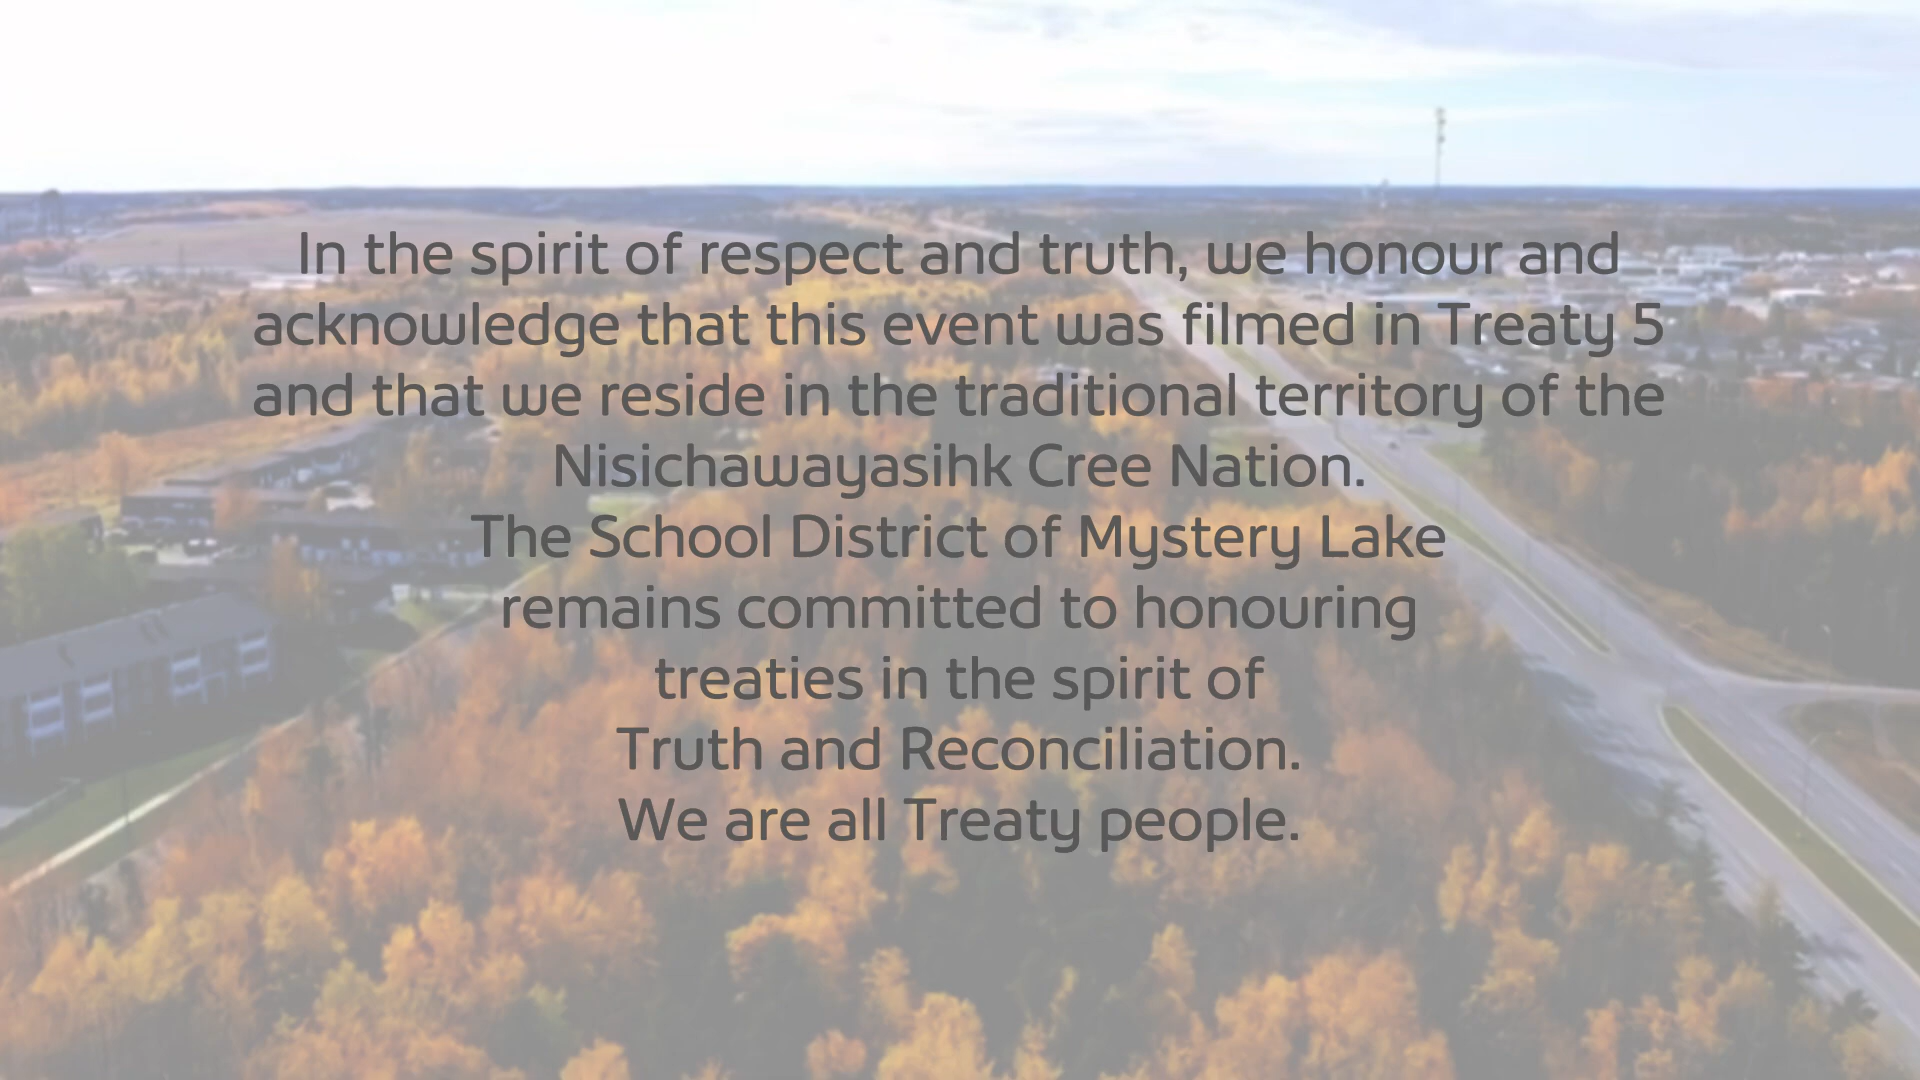 In the spirit of respect and truth, we honour and
acknowledge that this event was filmed in Treaty 5
and that we reside in the traditional territory of the
Nisichawayasihk Cree Nation.
The School District of Mystery Lake
remains committed to honouring
treaties in the spirit of
Truth and Reconciliation.
We are all Treaty people.